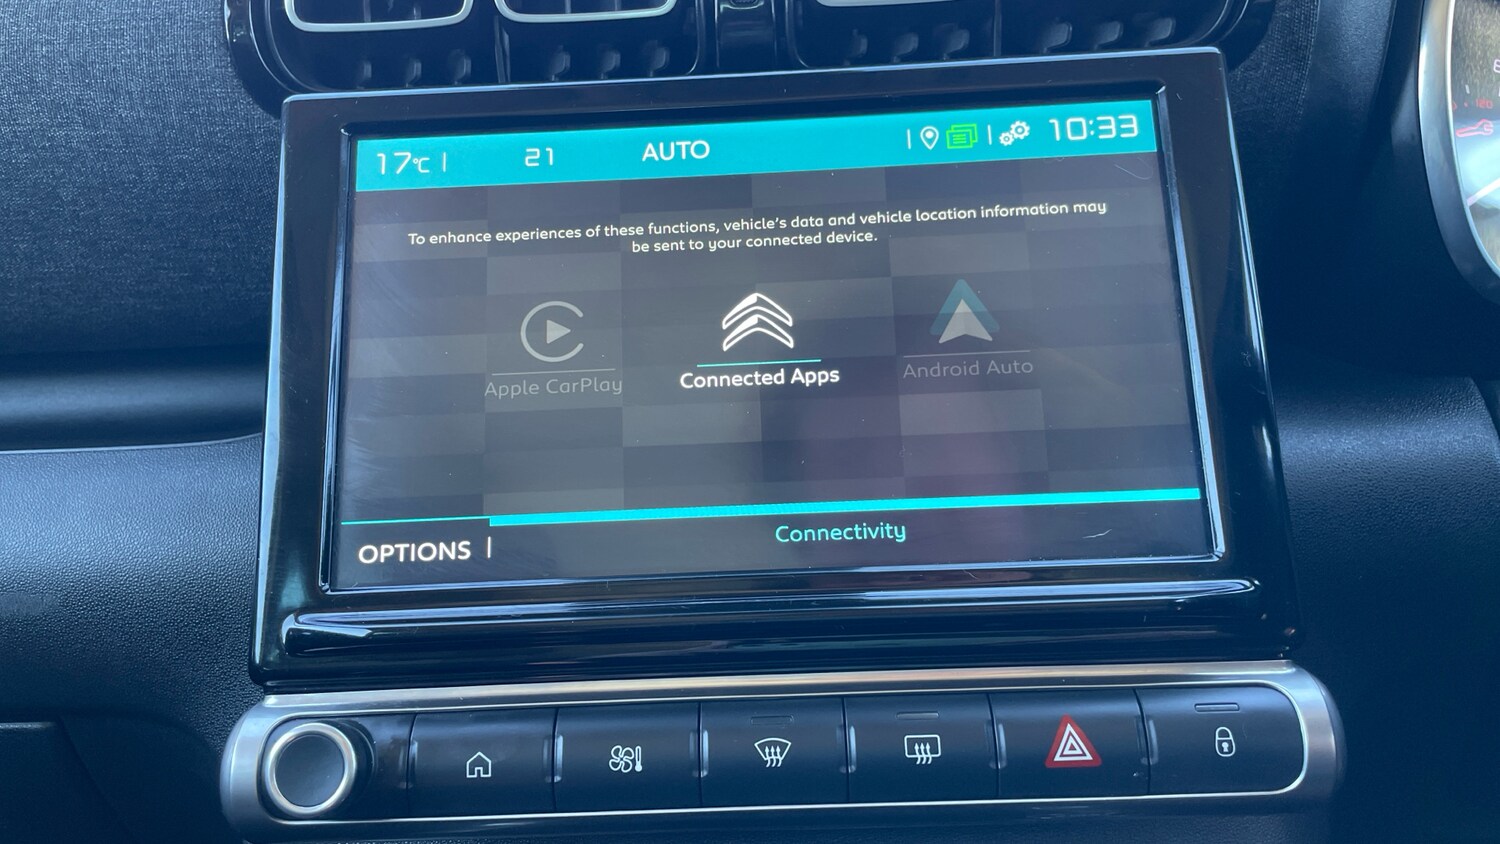 17°C | 21 AUTO 10:33
To enhance experiences of these functions, vehicle's data and vehicle location information may
be sent to your connected device.
Apple CarPlay
Connected Apps
Android Auto
OPTIONS
Connectivity